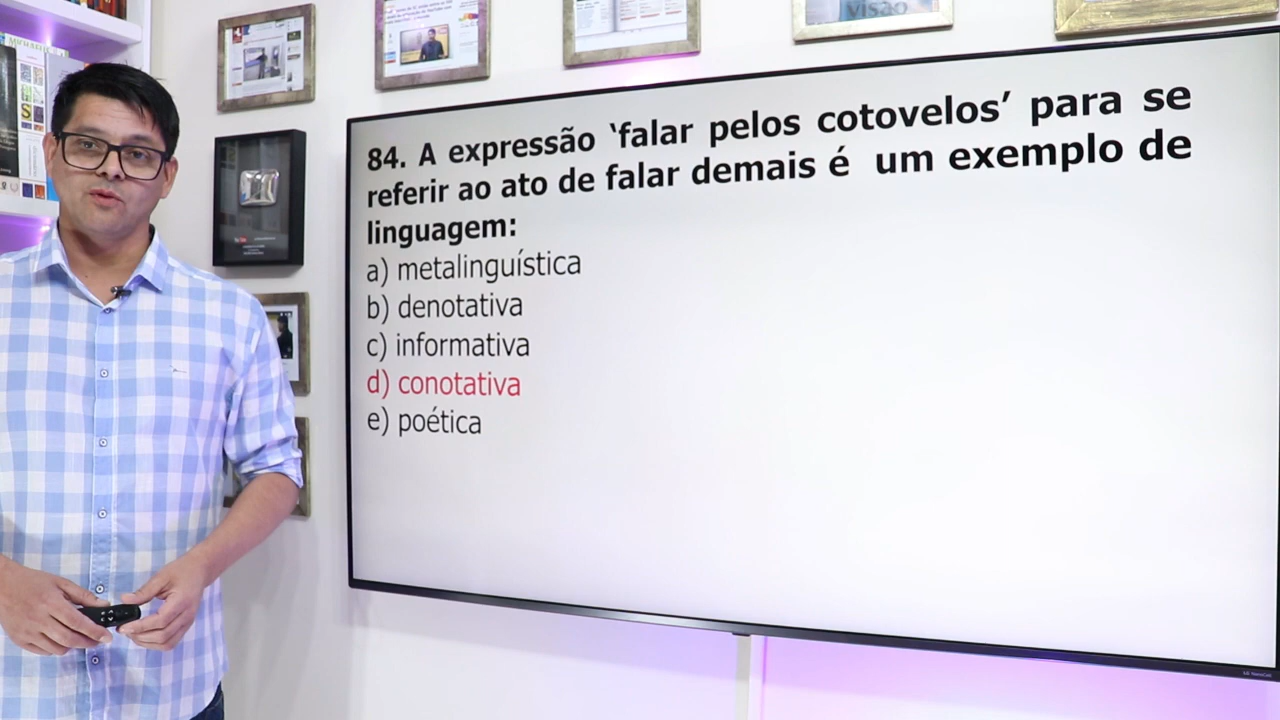 visão
84. A expressão ‘falar pelos cotovelos’ para se
referir ao ato de falar demais é um exemplo de
linguagem:
a) metalinguística
b) denotativa
c) informativa
d) conotativa
e) poética